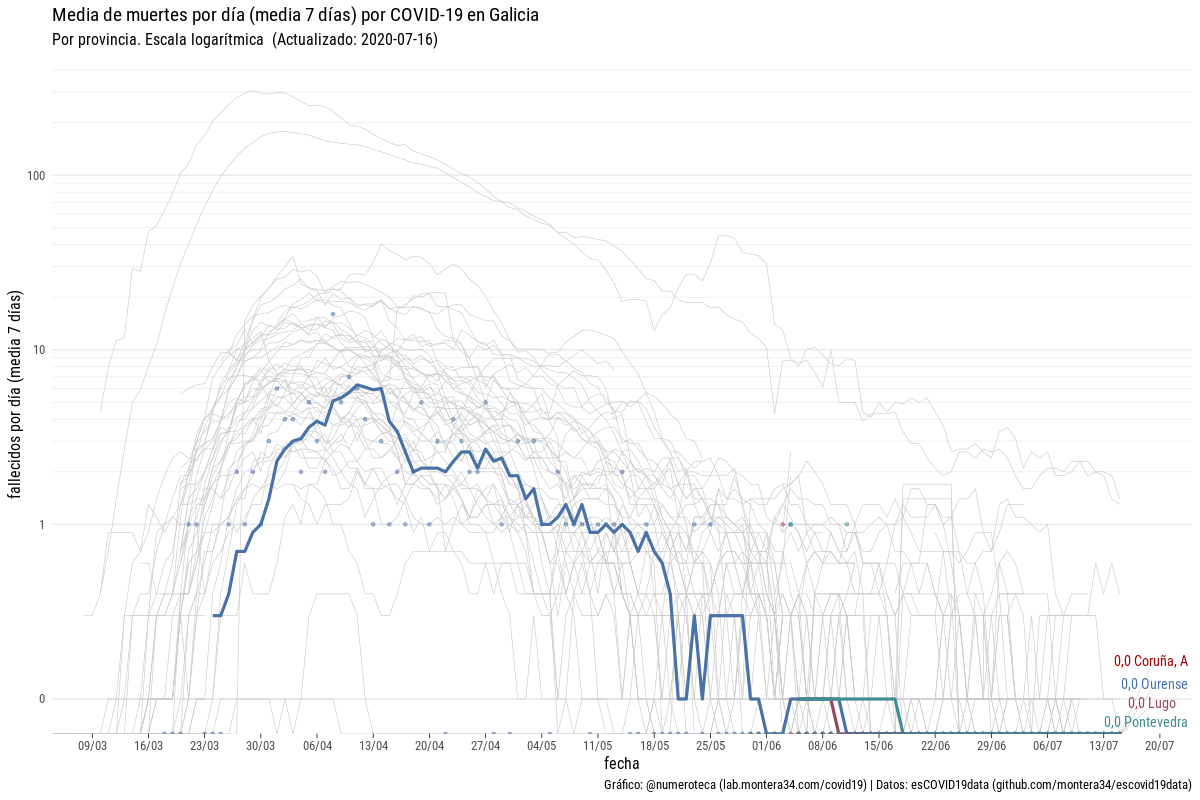 Media de muertes por día (media 7 días) por COVID-19 en Galicia
Por provincia. Escala logarítmica  (Actualizado: 2020-07-16)
fallecidos por día (media 7 días)
100
10
1
0
0,0 Coruña, A
0,0 Ourense
0,0 Lugo
0,0 Pontevedra
09/03 16/03 23/03 30/03 06/04 13/04 20/04 27/04 04/05 11/05 18/05 25/05 01/06 08/06 15/06 22/06 29/06 06/07 13/07 20/07
fecha
Gráfico: @numeroteca (lab.montera34.com/covid19) | Datos: esCOVID19data (github.com/montera34/escovid19data)